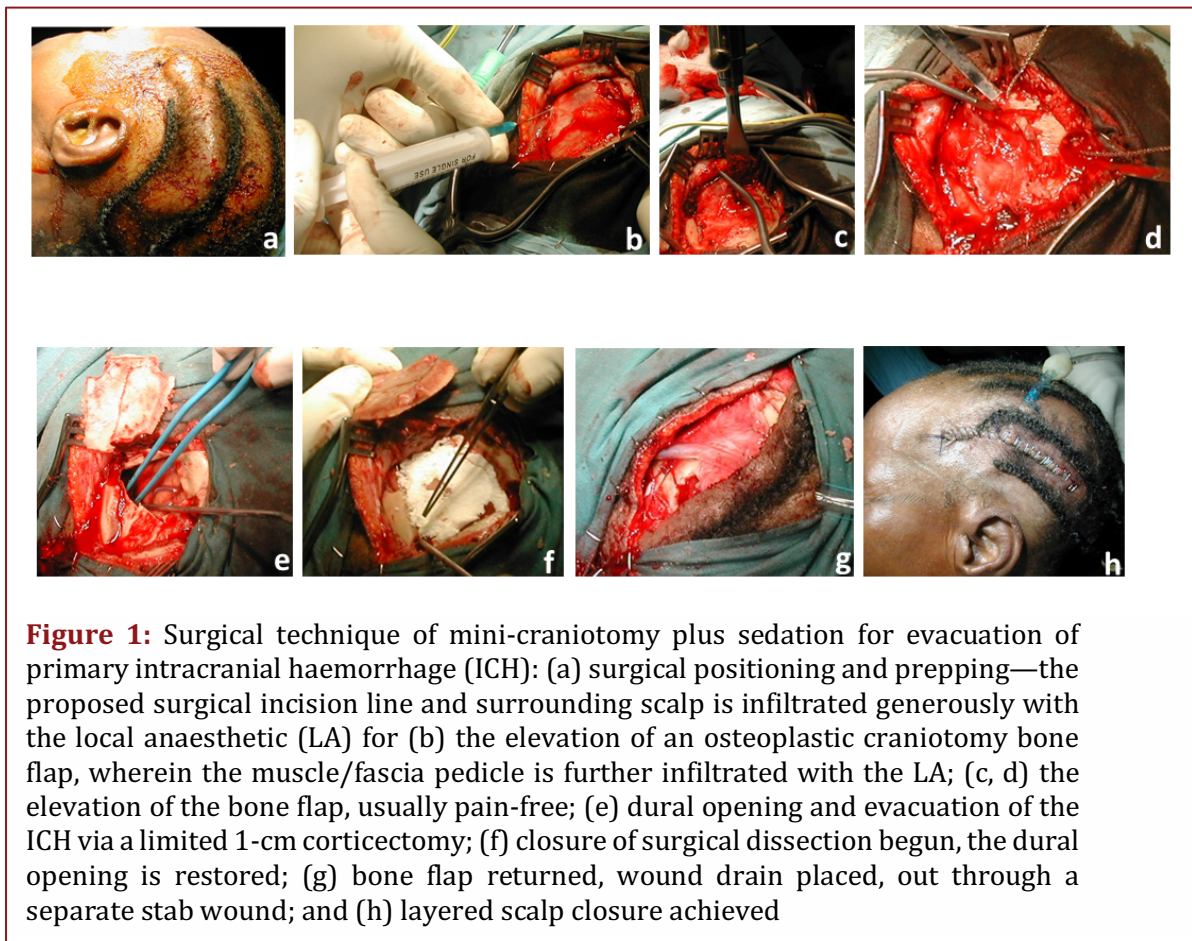 a
b
FOR SINGLE USE
c
d
e
f
g
h
Figure 1: Surgical technique of mini-craniotomy plus sedation for evacuation of
primary intracranial haemorrhage (ICH): (a) surgical positioning and prepping—the
proposed surgical incision line and surrounding scalp is infiltrated generously with
the local anaesthetic (LA) for (b) the elevation of an osteoplastic craniotomy bone
flap, wherein the muscle/fascia pedicle is further infiltrated with the LA; (c, d) the
elevation of the bone flap, usually pain-free; (e) dural opening and evacuation of the
ICH via a limited 1-cm corticectomy; (f) closure of surgical dissection begun, the dural
opening is restored; (g) bone flap returned, wound drain placed, out through a
separate stab wound; and (h) layered scalp closure achieved